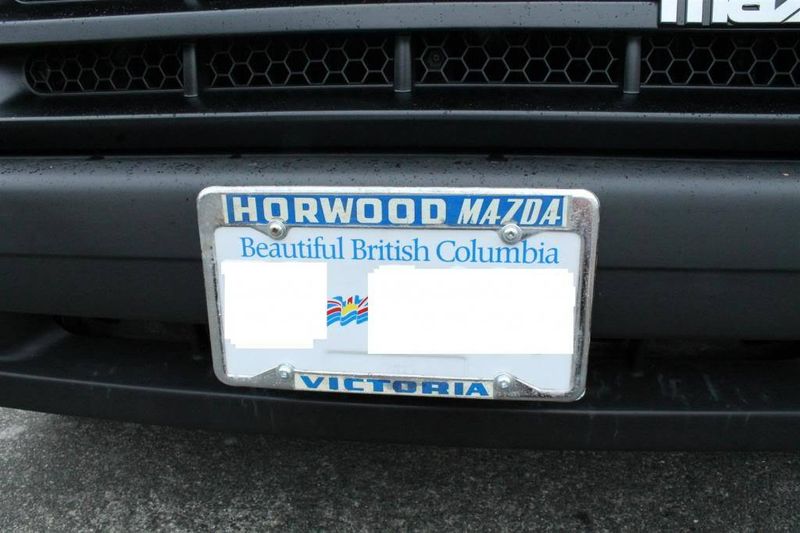 HORWOOD MAZDA
Beautiful British Columbia
VICTORIA